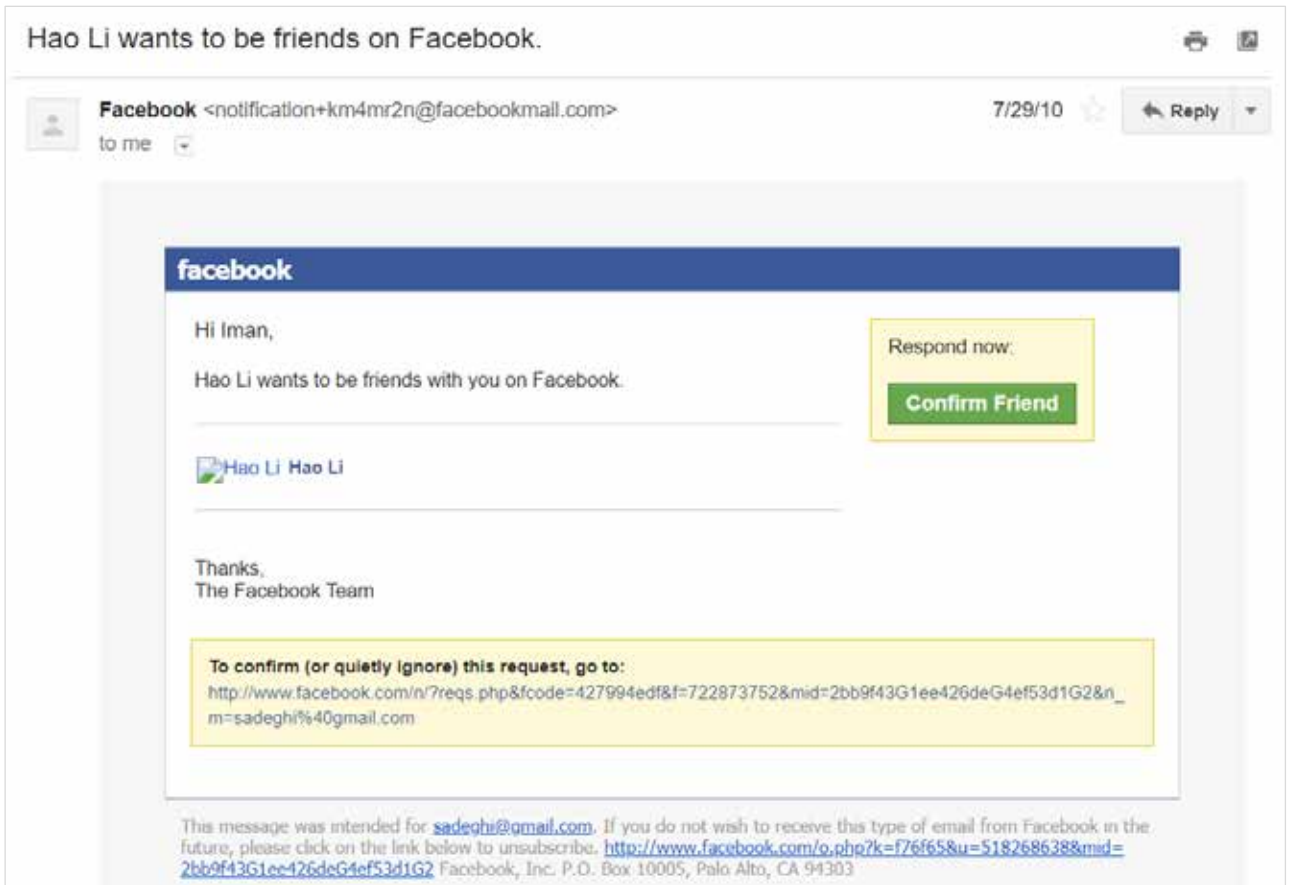 Hao Li wants to be friends on Facebook.
Facebook <notification+km4mr2n@facebookmail.com>
7/29/10
Reply
to me
facebook
Hi Iman,
Hao Li wants to be friends with you on Facebook.
Respond now:
Confirm Friend
Hao Li Hao Li
Thanks,
The Facebook Team
To confirm (or quietly ignore) this request, go to:
http://www.facebook.com/n/?reqs.php&fcode=427994edf&f=722873752&mid=2bb9f43G1ee426deG4ef53d1G2&n_
m=sadeghi%40gmail.com
This message was intended for sadeghi@gmail.com. If you do not wish to receive this type of email from Facebook in the
future, please click on the link below to unsubscribe. http://www.facebook.com/o.php?k=f76f65&u=518268638&mid=
2bb9f43G1ee426deG4ef53d1G2 Facebook, Inc. P.O. Box 10005, Palo Alto, CA 94303